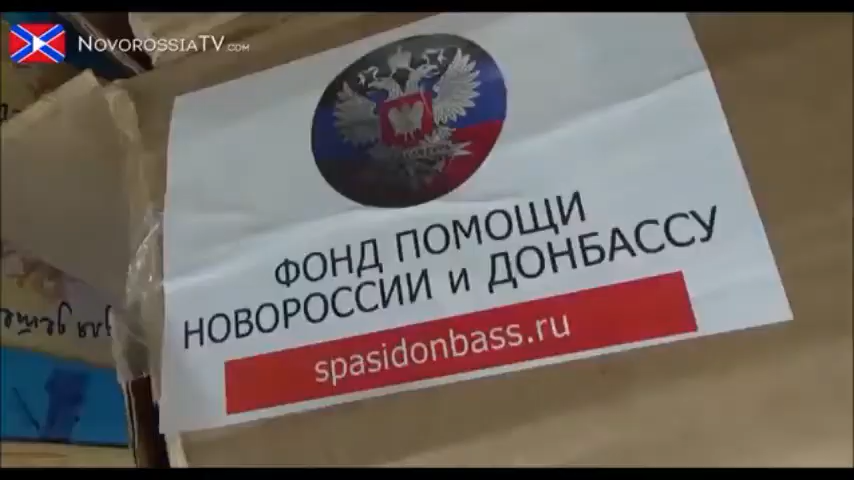 NovorossiaTV.com
ФОНД ПОМОЩИ
НОВОРОССИИ и ДОНБАССУ
spasidonbass.ru